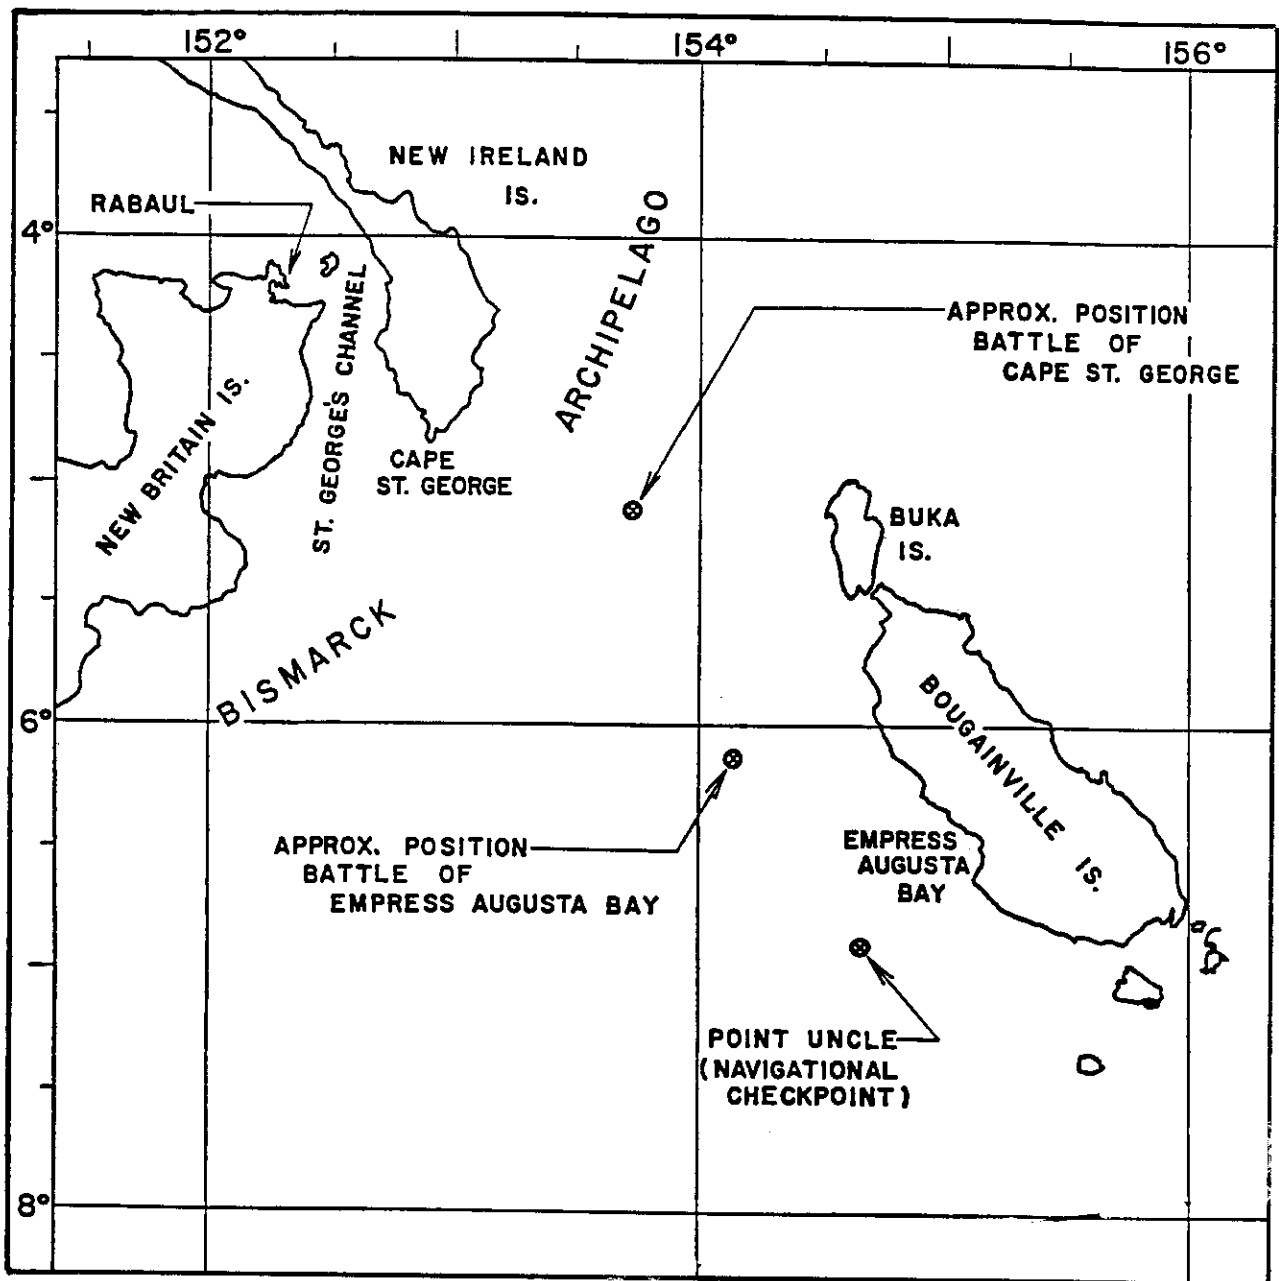 152° 154° 156°
NEW IRELAND
IS.
RABAUL
4°
ARCHIPELAGO
ST. GEORGE'S CHANNEL
APPROX. POSITION
BATTLE OF
CAPE ST. GEORGE
NEW BRITAIN IS.
CAPE
ST. GEORGE
BUKA
IS.
BISMARCK
6°
BOUGAINVILLE IS.
APPROX. POSITION
BATTLE OF
EMPRESS AUGUSTA BAY
EMPRESS
AUGUSTA
BAY
POINT UNCLE
(NAVIGATIONAL
CHECKPOINT)
8°